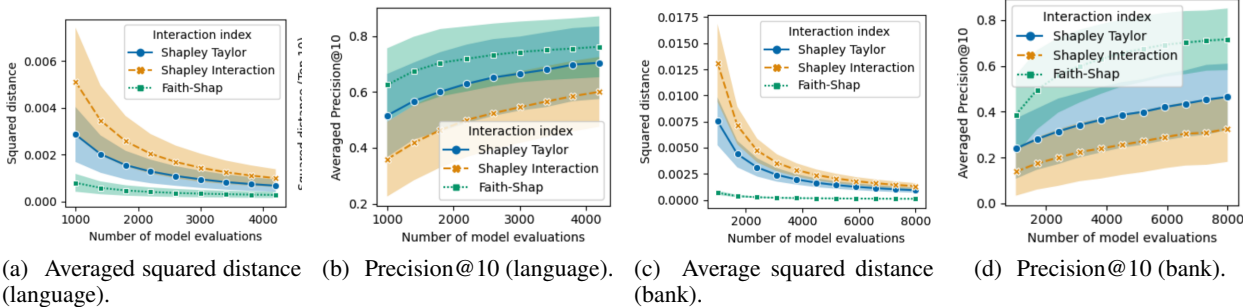 Squared distance
0.006
0.004
0.002
0.000
Interaction index
Shapley Taylor
Shapley Interaction
Faith-Shap
1000
2000
3000
4000
Number of model evaluations
Squared distance (Top 10)
Averaged Precision@10
0.8
0.6
0.4
0.2
Interaction index
Shapley Taylor
Shapley Interaction
Faith-Shap
1000
2000
3000
4000
Number of model evaluations
Squared distance
0.0175
0.0150
0.0125
0.0100
0.0075
0.0050
0.0025
0.0000
Interaction index
Shapley Taylor
Shapley Interaction
Faith-Shap
2000
4000
6000
8000
Number of model evaluations
Averaged Precision@10
0.8
0.6
0.4
0.2
0.0
Interaction index
Shapley Taylor
Shapley Interaction
Faith-Shap
2000
4000
6000
8000
Number of model evaluations
(a) Averaged squared distance
(language).
(b) Precision@10 (language).
(c) Average squared distance
(bank).
(d) Precision@10 (bank).